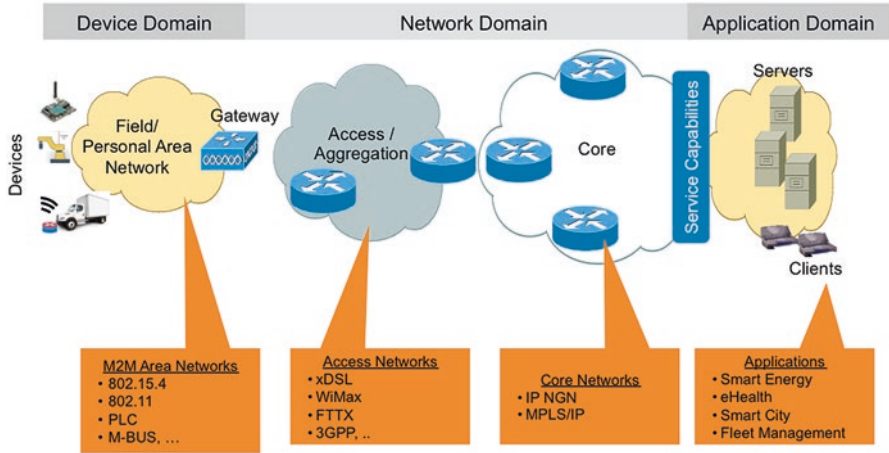 Device Domain
Network Domain
Application Domain
Devices
Field/
Personal Area
Network
Gateway
Access /
Aggregation
Core
Service Capabilities
Servers
Clients
M2M Area Networks
• 802.15.4
• 802.11
• PLC
• M-BUS, …
Access Networks
• xDSL
• WiMax
• FTTX
• 3GPP, ..
Core Networks
• IP NGN
• MPLS/IP
Applications
• Smart Energy
• eHealth
• Smart City
• Fleet Management